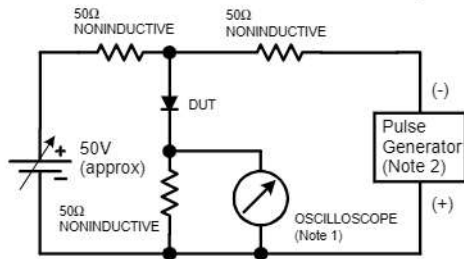 50Ω
NONINDUCTIVE
50Ω
NONINDUCTIVE
DUT
(-)
+
50V
(approx)
−
Pulse
Generator
(Note 2)
50Ω
NONINDUCTIVE
OSCILLOSCOPE
(Note 1)
(+)